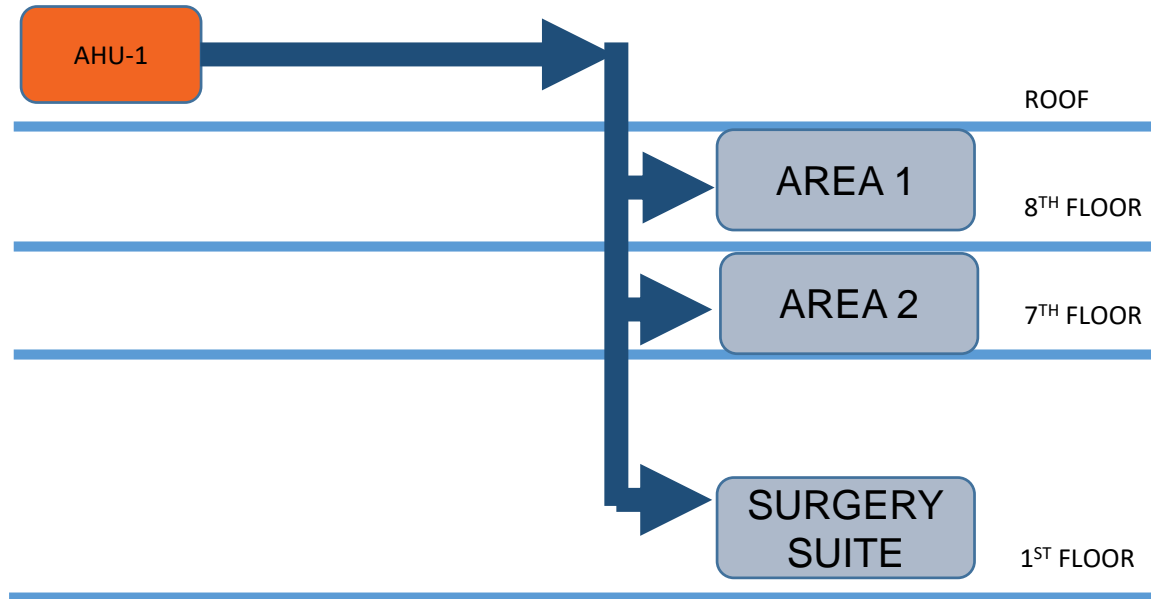 AHU-1
ROOF
AREA 1
8TH FLOOR
AREA 2
7TH FLOOR
SURGERY
SUITE
1ST FLOOR